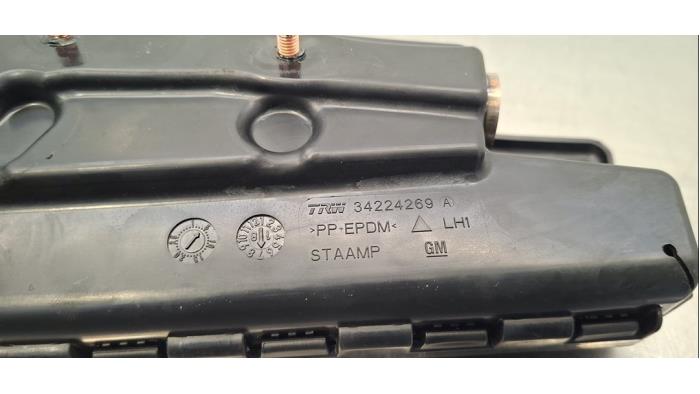 TRW 34224269 A
>PP+EPDM< LH1
STAAMP GM